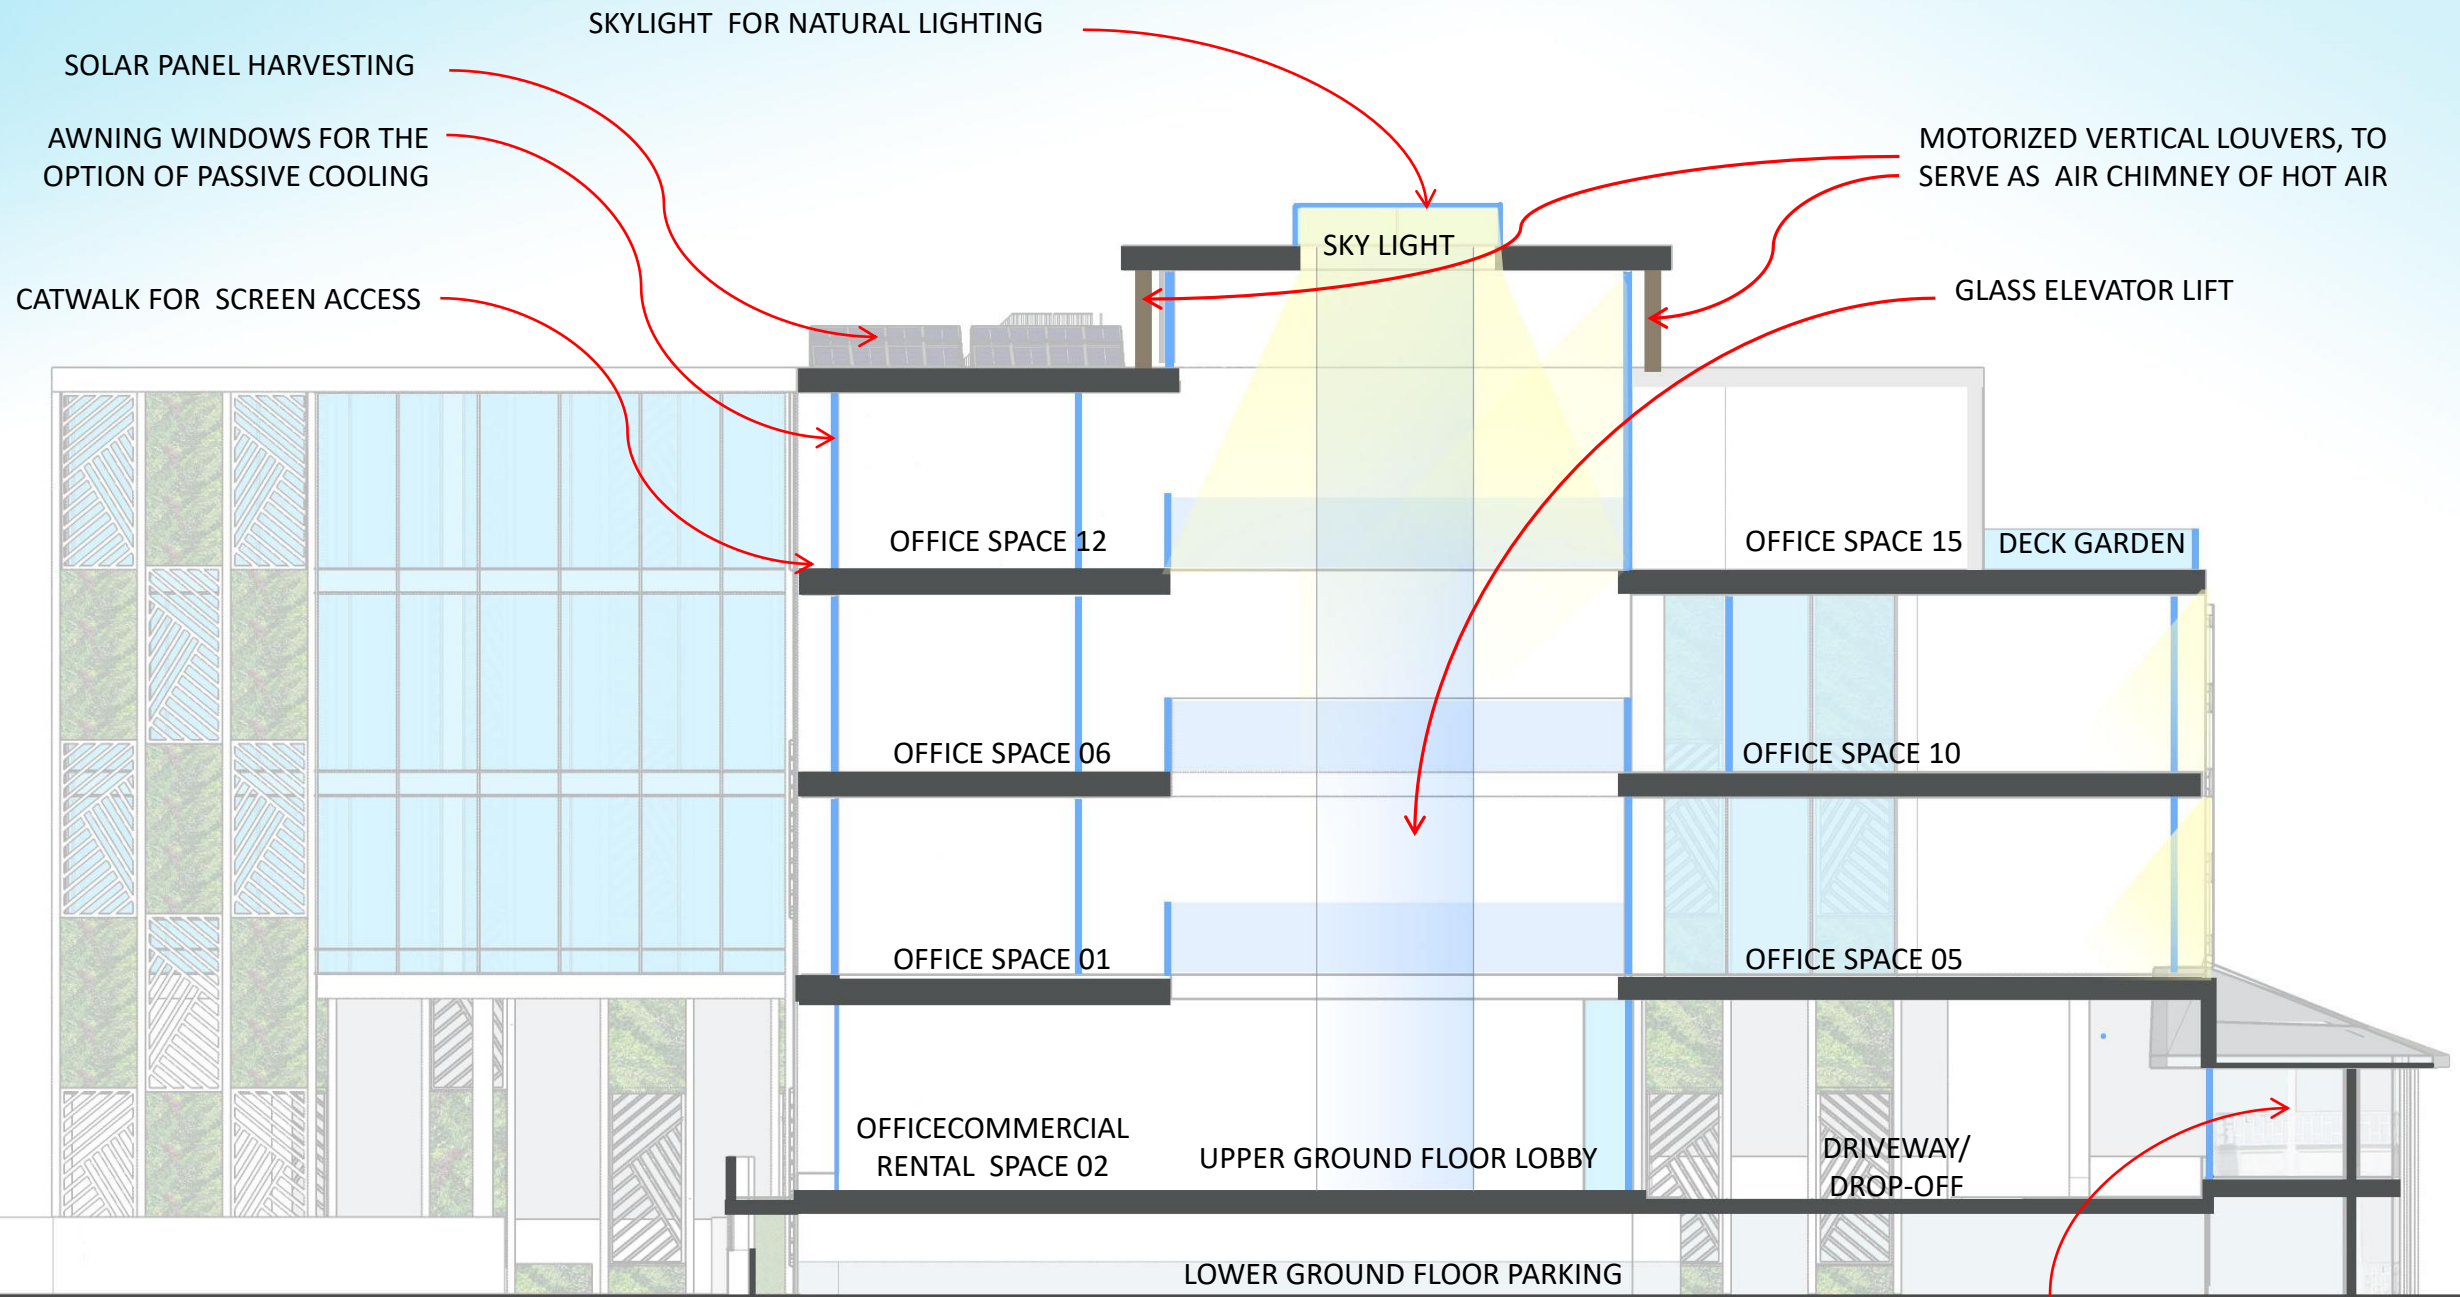 SKYLIGHT  FOR NATURAL LIGHTING
SOLAR PANEL HARVESTING
AWNING WINDOWS FOR THE
OPTION OF PASSIVE COOLING
MOTORIZED VERTICAL LOUVERS, TO
SERVE AS  AIR CHIMNEY OF HOT AIR
SKY LIGHT
CATWALK FOR  SCREEN ACCESS
GLASS ELEVATOR LIFT
OFFICE SPACE 12
OFFICE SPACE 15
DECK GARDEN
OFFICE SPACE 06
OFFICE SPACE 10
OFFICE SPACE 01
OFFICE SPACE 05
OFFICECOMMERCIAL
RENTAL  SPACE 02
UPPER GROUND FLOOR LOBBY
DRIVEWAY/
DROP-OFF
LOWER GROUND FLOOR PARKING